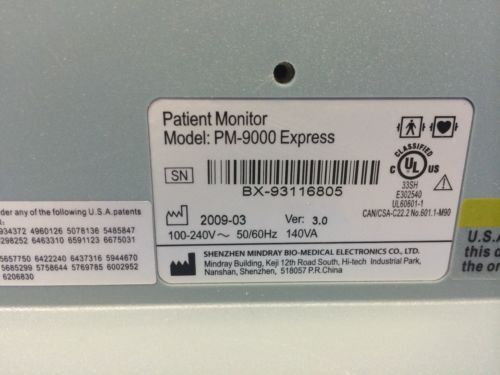 Patient Monitor
Model: PM-9000 Express
SN
BX-93116805
2009-03 Ver: 3.0
100-240V~ 50/60Hz 140VA
SHENZHEN MINDRAY BIO-MEDICAL ELECTRONICS CO., LTD.
Mindray Building, Keji 12th Road South, Hi-tech Industrial Park,
Nanshan, Shenzhen, 518057 P.R.China
CLASSIFIED
C UL US
33SH
E302540
UL60601-1
CAN/CSA-C22.2 No.601.1-M90
der any of the following U.S.A. patents
934372 4960126 5078136 5485847
298252 6463310 6591123 6675031
5657750 6422240 6437316 5944670
5685299 5758644 5769785 6002952
6206830
U.S.A
this d
the or